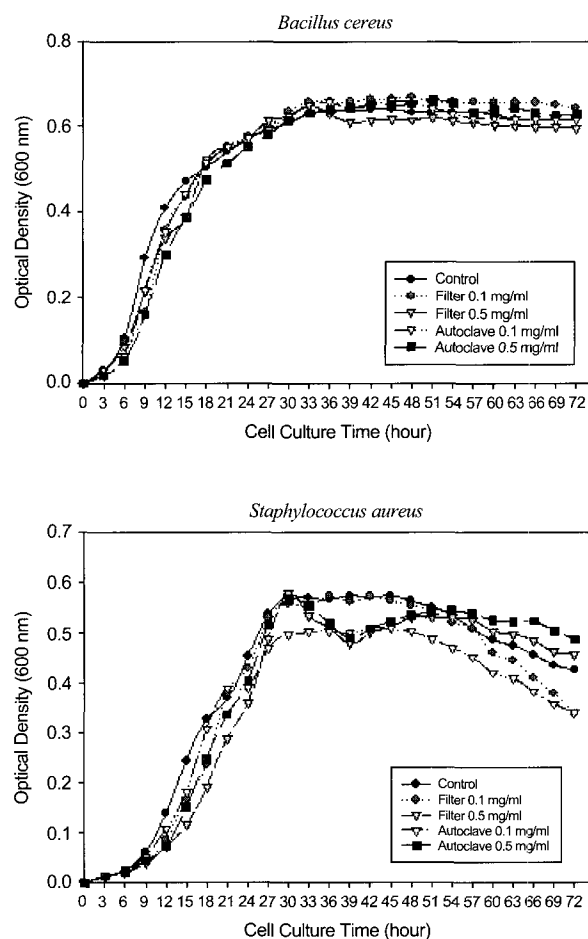 Bacillus cereus
0.8
0.6
0.4
0.2
0.0
Optical Density (600 nm)
Control
Filter 0.1 mg/ml
Filter 0.5 mg/ml
Autoclave 0.1 mg/ml
Autoclave 0.5 mg/ml
0 3 6 9 12 15 18 21 24 27 30 33 36 39 42 45 48 51 54 57 60 63 66 69 72
Cell Culture Time (hour)
Staphylococcus aureus
0.7
0.6
0.5
0.4
0.3
0.2
0.1
0.0
Optical Density (600 nm)
Control
Filter 0.1 mg/ml
Filter 0.5 mg/ml
Autoclave 0.1 mg/ml
Autoclave 0.5 mg/ml
0 3 6 9 12 15 18 21 24 27 30 33 36 39 42 45 48 51 54 57 60 63 66 69 72
Cell Culture Time (hour)